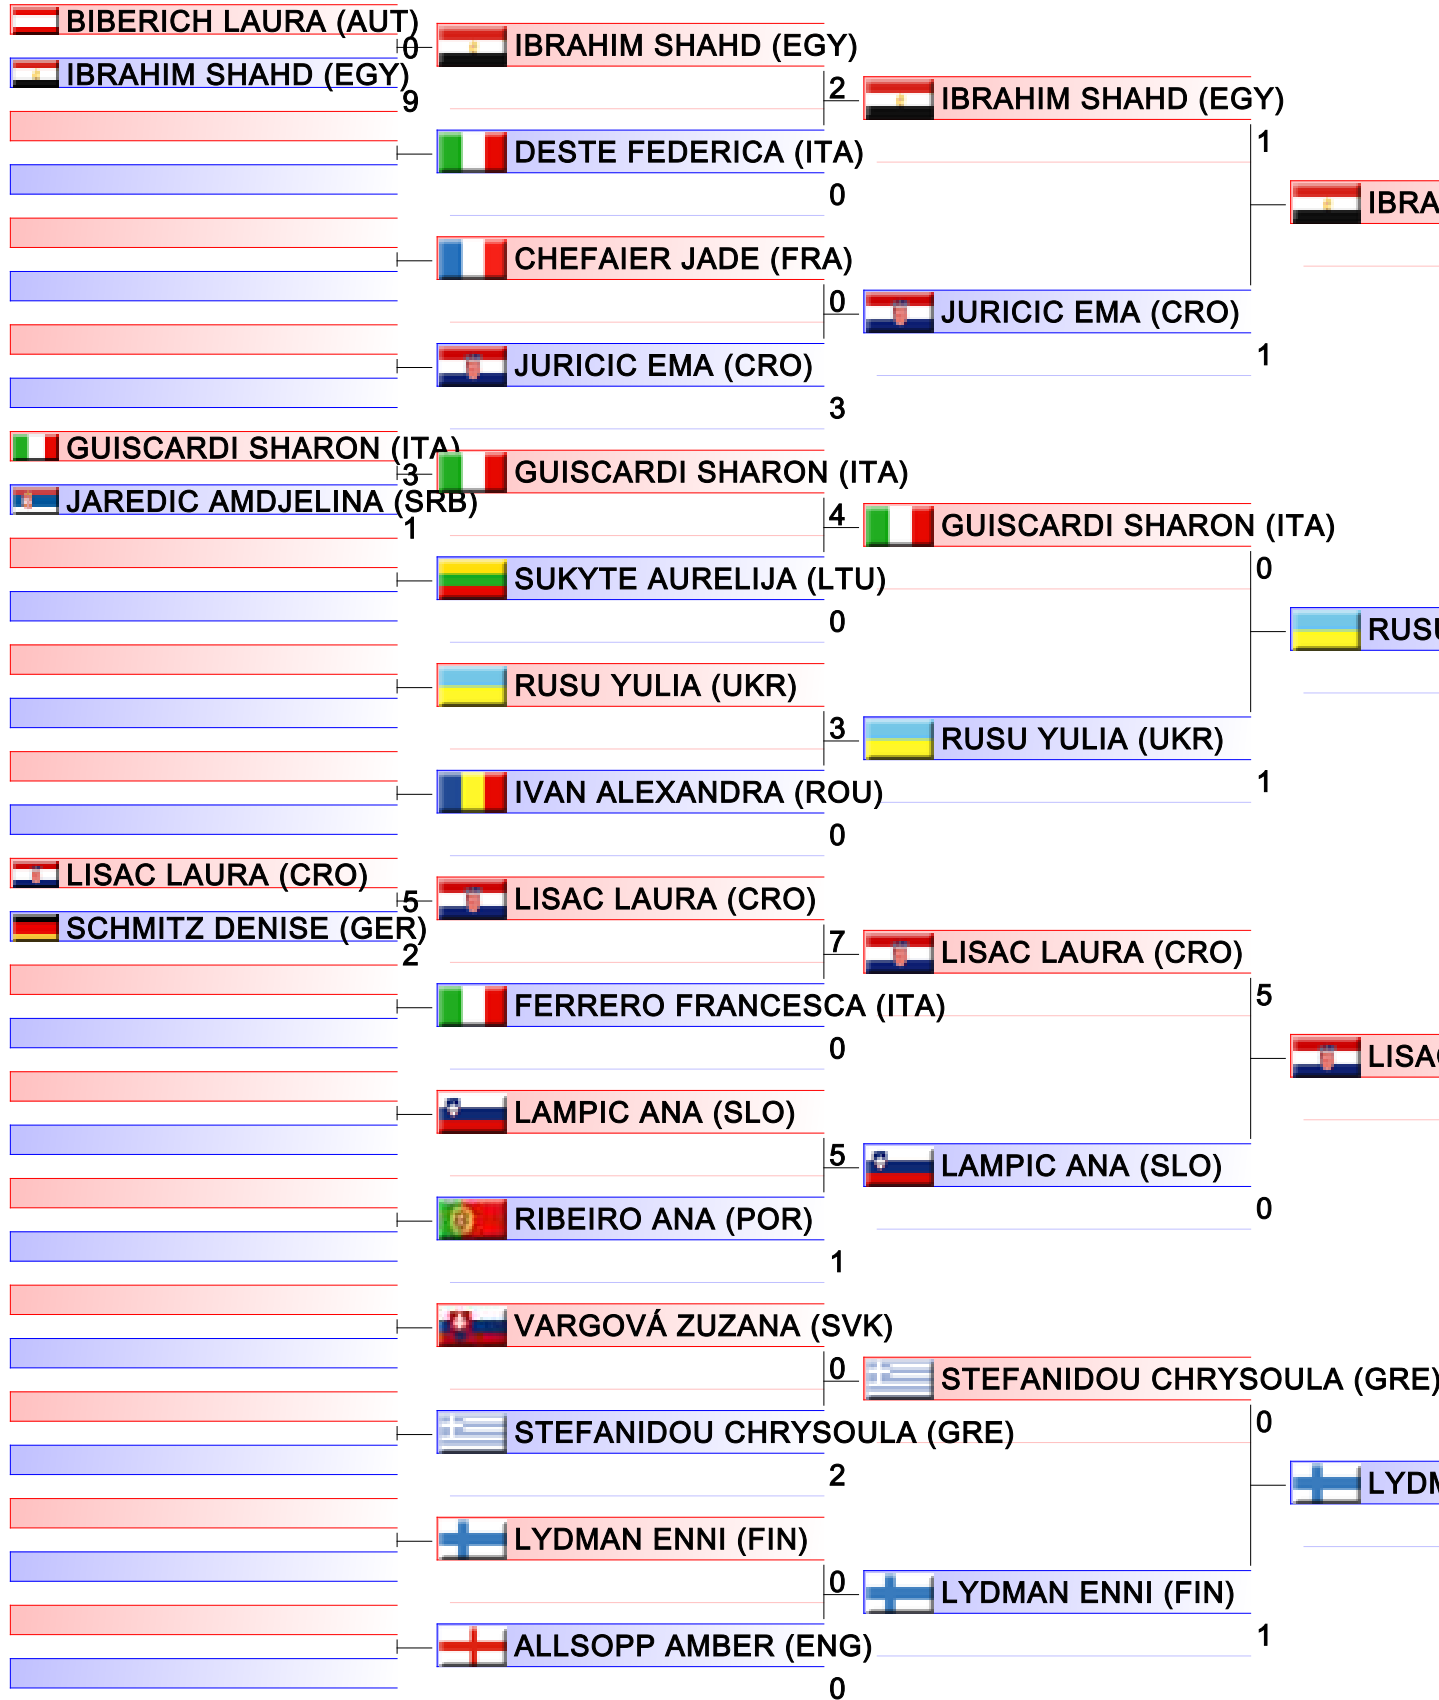 BIBERICH LAURA (AUT)
0
IBRAHIM SHAHD (EGY)
9
GUISCARDI SHARON (ITA)
3
JAREDIC AMDJELINA (SRB)
1
LISAC LAURA (CRO)
5
SCHMITZ DENISE (GER)
2
IBRAHIM SHAHD (EGY)
2
DESTE FEDERICA (ITA)
0
CHEFAIER JADE (FRA)
0
JURICIC EMA (CRO)
3
GUISCARDI SHARON (ITA)
4
SUKYTE AURELIJA (LTU)
0
RUSU YULIA (UKR)
3
IVAN ALEXANDRA (ROU)
0
LISAC LAURA (CRO)
7
FERRERO FRANCESCA (ITA)
0
LAMPIC ANA (SLO)
5
RIBEIRO ANA (POR)
1
VARGOVÁ ZUZANA (SVK)
0
STEFANIDOU CHRYSOULA (GRE)
2
LYDMAN ENNI (FIN)
0
ALLSOPP AMBER (ENG)
0
IBRAHIM SHAHD (EGY)
1
JURICIC EMA (CRO)
1
GUISCARDI SHARON (ITA)
0
RUSU YULIA (UKR)
1
LISAC LAURA (CRO)
5
LAMPIC ANA (SLO)
0
STEFANIDOU CHRYSOULA (GRE)
0
LYDMAN ENNI (FIN)
1
IBRA
RUSU
LISA
LYDM